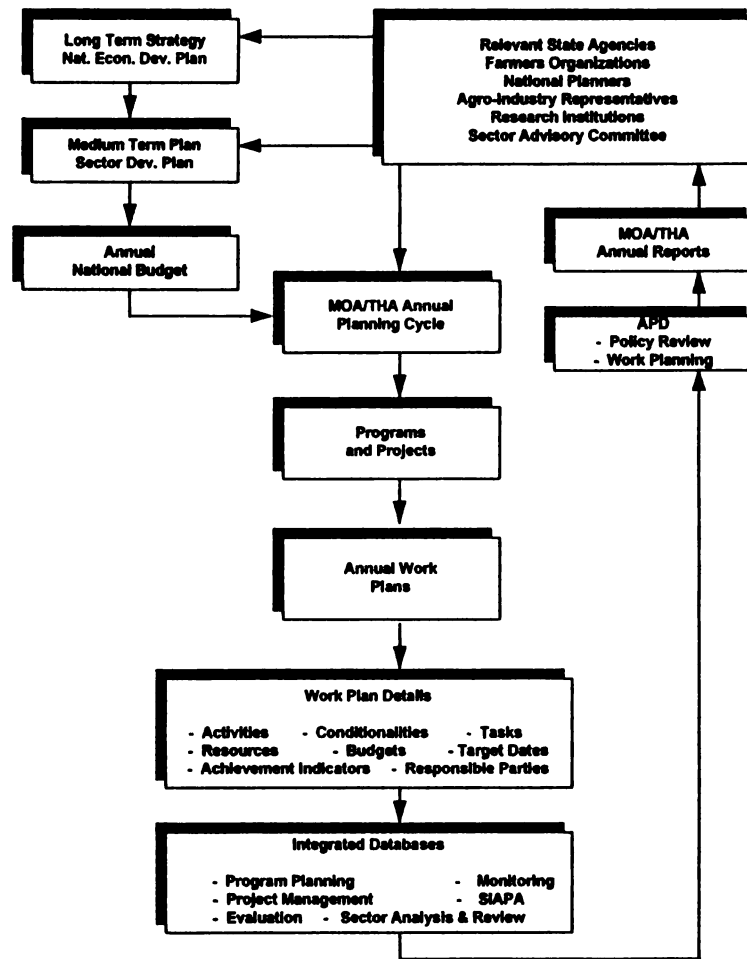 Long Term Strategy
Nat. Econ. Dev. Plan
Relevant State Agencies
Farmers Organizations
National Planners
Agro-Industry Representatives
Research Institutions
Sector Advisory Committee
Medium Term Plan
Sector Dev. Plan
Annual
National Budget
MOA/THA
Annual Reports
MOA/THA Annual
Planning Cycle
APD
- Policy Review
- Work Planning
Programs
and Projects
Annual Work
Plans
Work Plan Details
- Activities - Conditionalities - Tasks
- Resources - Budgets - Target Dates
- Achievement Indicators - Responsible Parties
Integrated Databases
- Program Planning - Monitoring
- Project Management - SIAPA
- Evaluation - Sector Analysis & Review